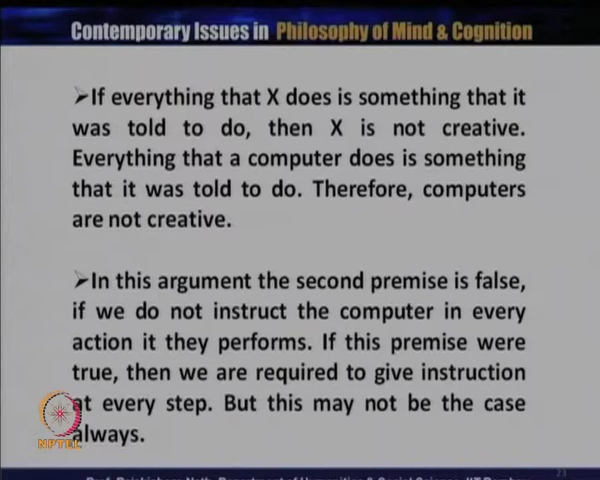 Contemporary Issues in Philosophy of Mind & Cognition
➢If everything that X does is something that it
was told to do, then X is not creative.
Everything that a computer does is something
that it was told to do. Therefore, computers
are not creative.
➢In this argument the second premise is false,
if we do not instruct the computer in every
action it they performs. If this premise were
true, then we are required to give instruction
at every step. But this may not be the case
always.
NPTEL
23